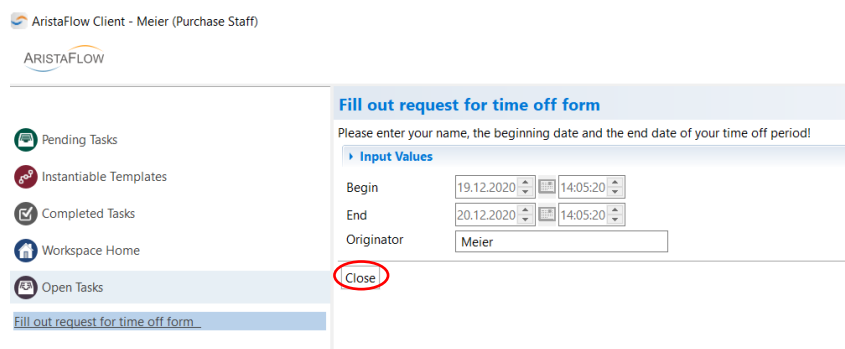 AristaFlow Client - Meier (Purchase Staff)
ARISTAFLOW
Fill out request for time off form
Please enter your name, the beginning date and the end date of your time off period!
Pending Tasks
Input Values
Instantiable Templates
Begin 19.12.2020 14:05:20
Completed Tasks
End 20.12.2020 14:05:20
Originator Meier
Workspace Home
Close
Open Tasks
Fill out request for time off form